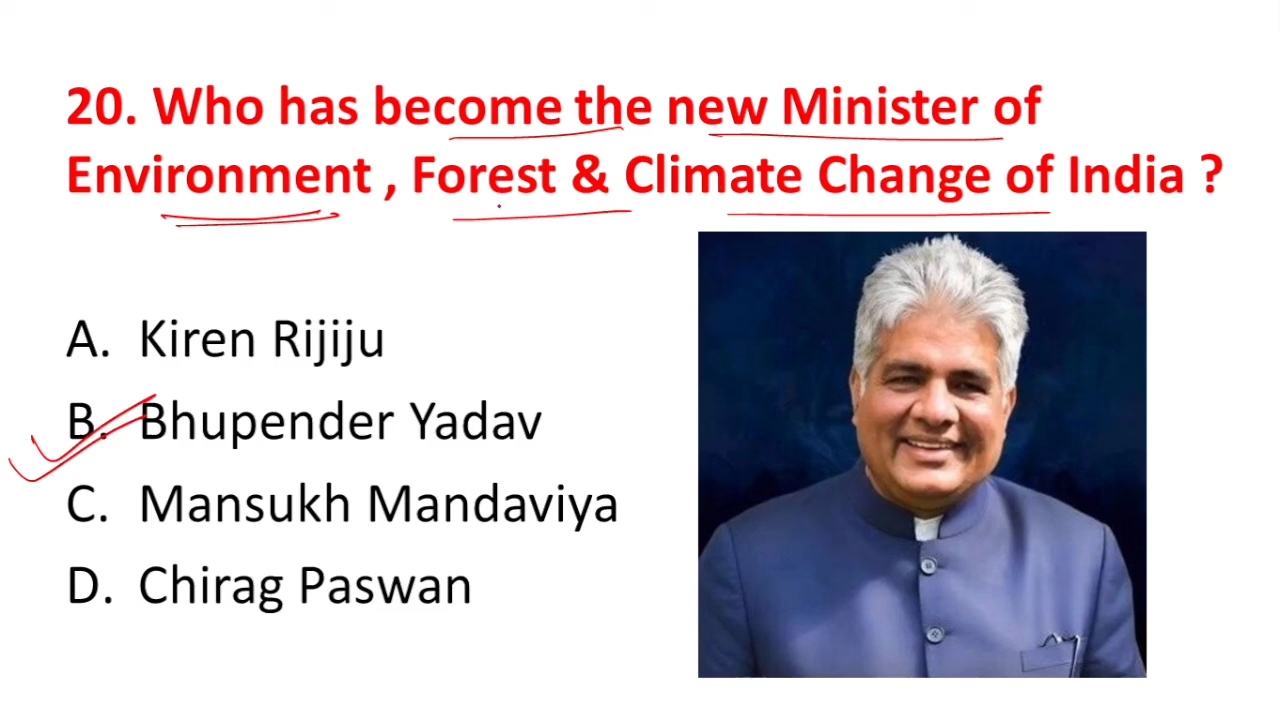 20. Who has become the new Minister of
Environment , Forest & Climate Change of India ?
A. Kiren Rijiju
B. Bhupender Yadav
C. Mansukh Mandaviya
D. Chirag Paswan